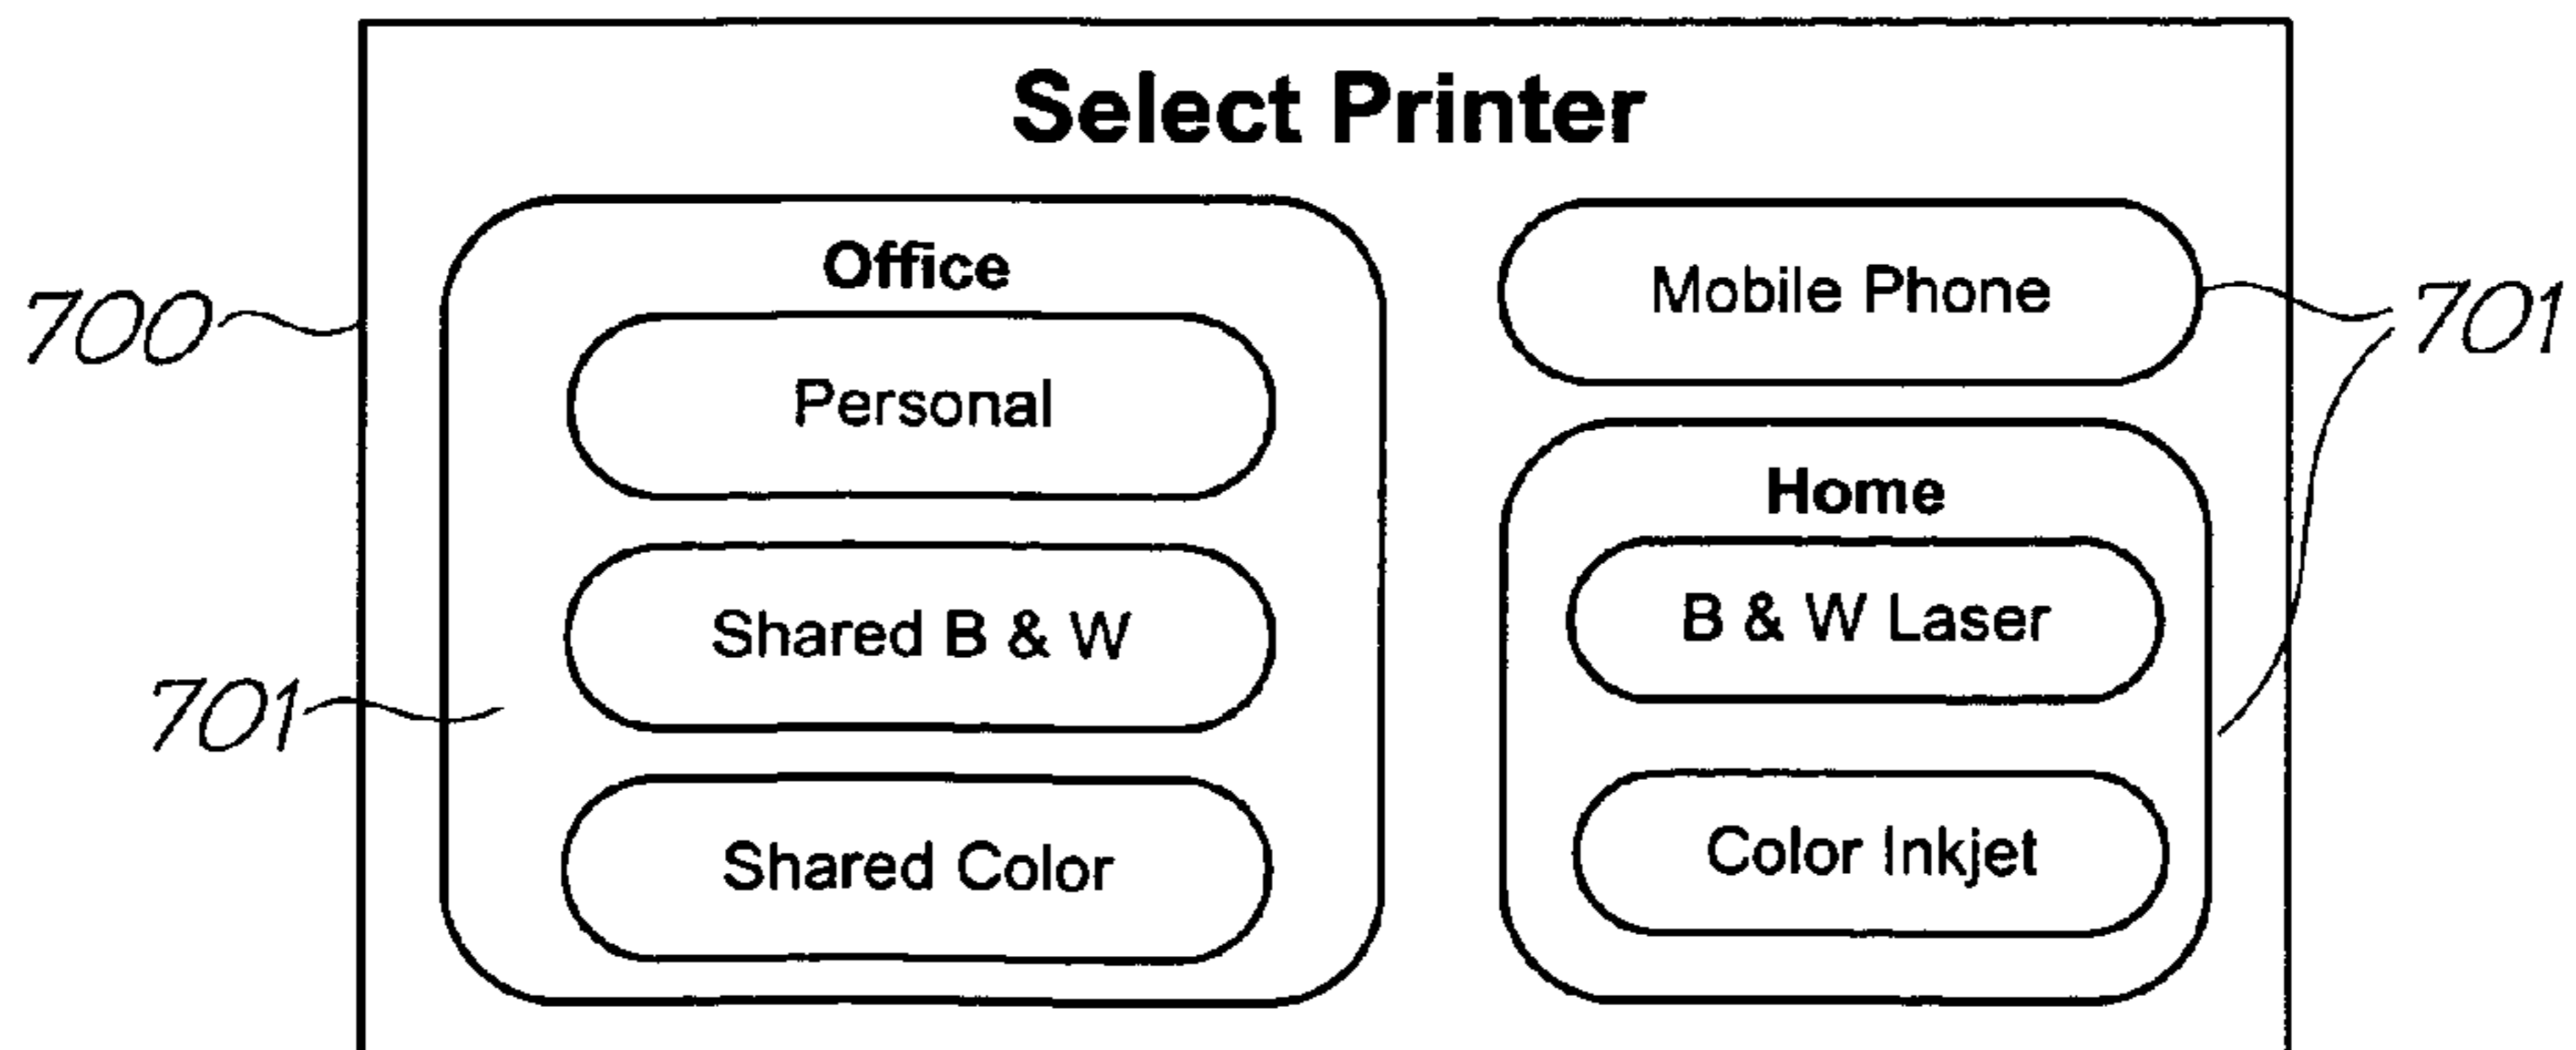 Select Printer
Office
Personal
Shared B & W
Shared Color
Mobile Phone
Home
B & W Laser
Color Inkjet
700
701
701